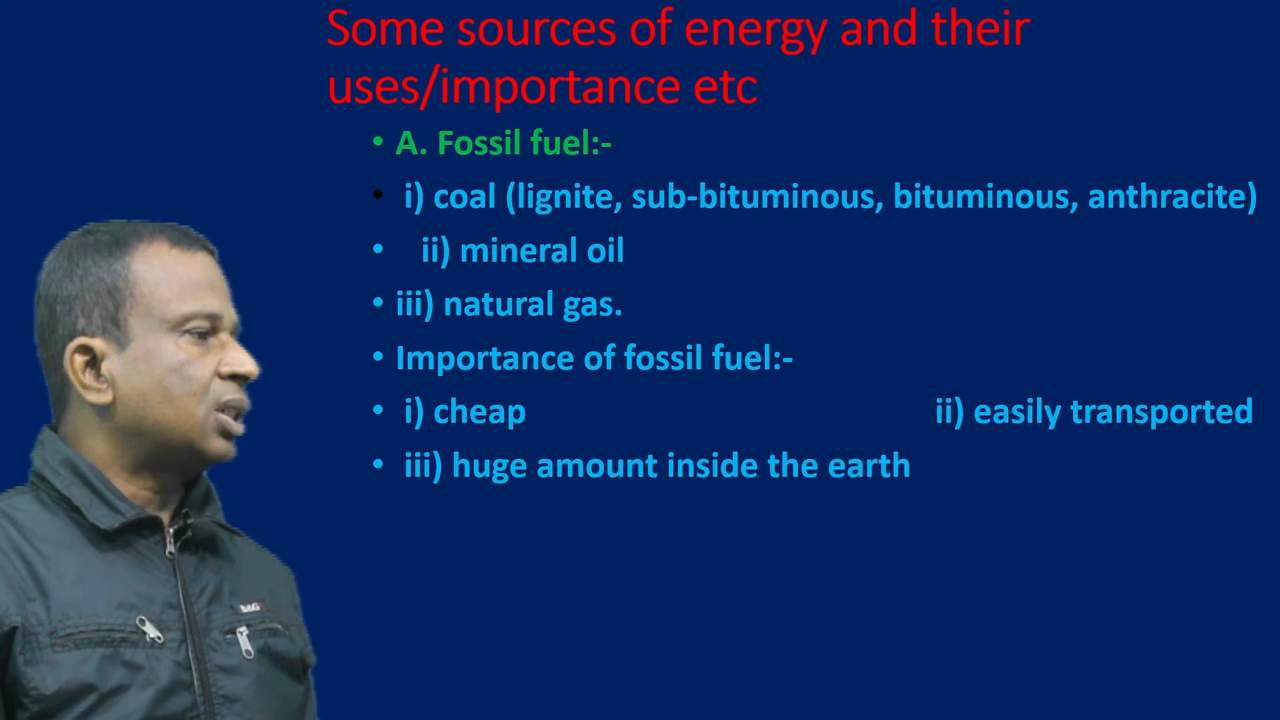 Some sources of energy and their
uses/importance etc
• A. Fossil fuel:-
• i) coal (lignite, sub-bituminous, bituminous, anthracite)
• ii) mineral oil
• iii) natural gas.
• Importance of fossil fuel:-
• i) cheap ii) easily transported
• iii) huge amount inside the earth